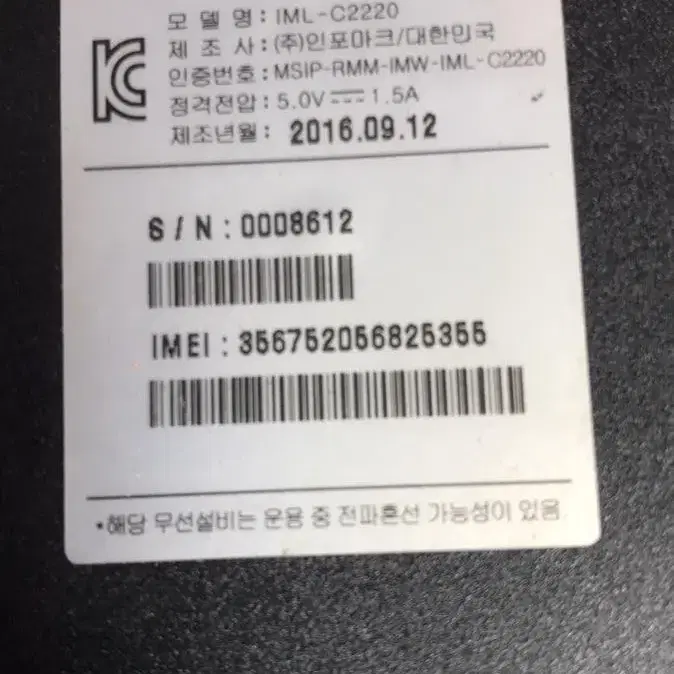 모 델 명 : IML-C2220
제 조 사 : (주)인포마크/대한민국
인증번호 : MSIP-RMM-IMW-IML-C2220
정격전압 : 5.0V ⎓ 1.5A
제조년월 : 2016.09.12
S / N : 0008612
IMEI : 356752056825355
*해당 무선설비는 운용 중 전파혼선 가능성이 있음